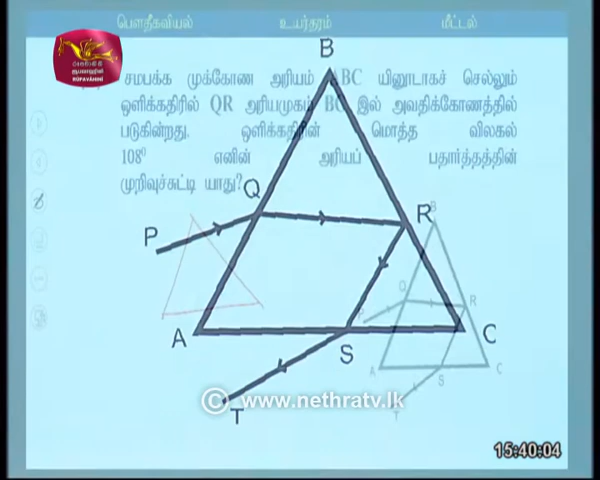 பௌதீகவியல் உயர்தரம் மீட்டல்
B
சமபக்க முக்கோண அரியம் ABC யினூடாகச் செல்லும்
ஒளிக்கதிரில் QR அரியமுகம் BC இல் அவதிக்கோணத்தில்
படுகின்றது. ஒளிக்கதிரின் மொத்த விலகல்
108⁰ எனின் அரியப் பதார்த்தத்தின்
முறிவுச்சுட்டி யாது?
Q
R
B
P
Q
R
A
S
C
A
S
C
T
T
© www.nethratv.lk
15:40:04